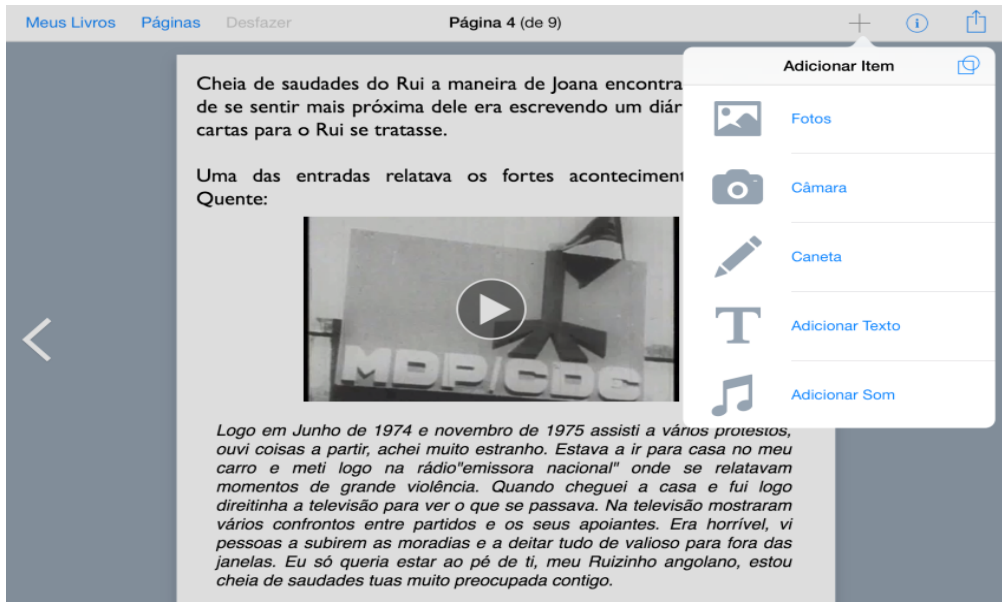 Meus Livros Páginas Desfazer Página 4 (de 9)
Adicionar Item
Fotos
Câmara
Caneta
Adicionar Texto
Adicionar Som
Cheia de saudades do Rui a maneira de Joana encontra
de se sentir mais próxima dele era escrevendo um diár
cartas para o Rui se tratasse.
Uma das entradas relatava os fortes aconteciment
Quente:
MDP/CDE
Logo em Junho de 1974 e novembro de 1975 assisti a vários protestos,
ouvi coisas a partir, achei muito estranho. Estava a ir para casa no meu
carro e meti logo na rádio"emissora nacional" onde se relatavam
momentos de grande violência. Quando cheguei a casa e fui logo
direitinha a televisão para ver o que se passava. Na televisão mostraram
vários confrontos entre partidos e os seus apoiantes. Era horrível, vi
pessoas a subirem as moradias e a deitar tudo de valioso para fora das
janelas. Eu só queria estar ao pé de ti, meu Ruizinho angolano, estou
cheia de saudades tuas muito preocupada contigo.